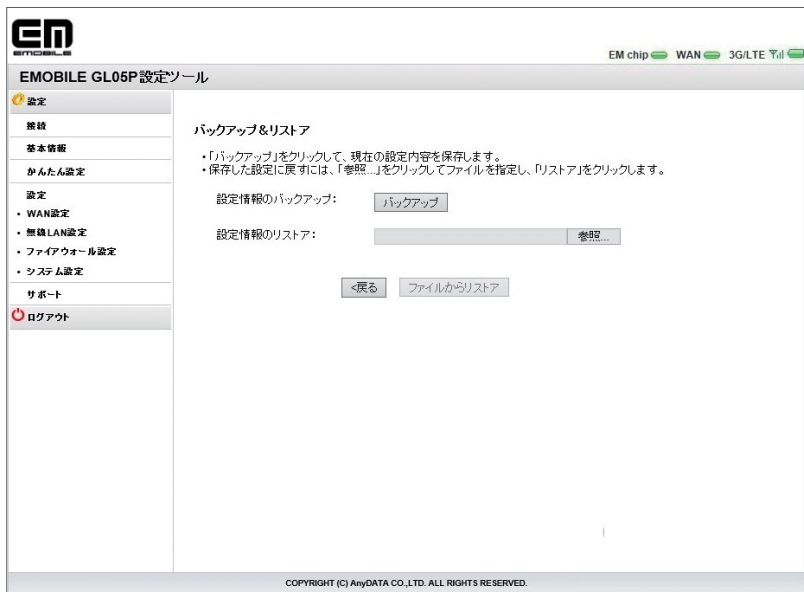 EM
EMOBILE
EM chip WAN 3G/LTE
EMOBILE GL05P設定ツール
設定
接続
基本情報
かんたん設定
設定
・WAN設定
・無線LAN設定
・ファイアウォール設定
・システム設定
サポート
ログアウト
バックアップ&リストア
・「バックアップ」をクリックして、現在の設定内容を保存します。
・保存した設定に戻すには、「参照...」をクリックしてファイルを指定し、「リストア」をクリックします。
設定情報のバックアップ: バックアップ
設定情報のリストア: 参照...
<戻る ファイルからリストア
COPYRIGHT (C) AnyDATA CO.,LTD. ALL RIGHTS RESERVED.